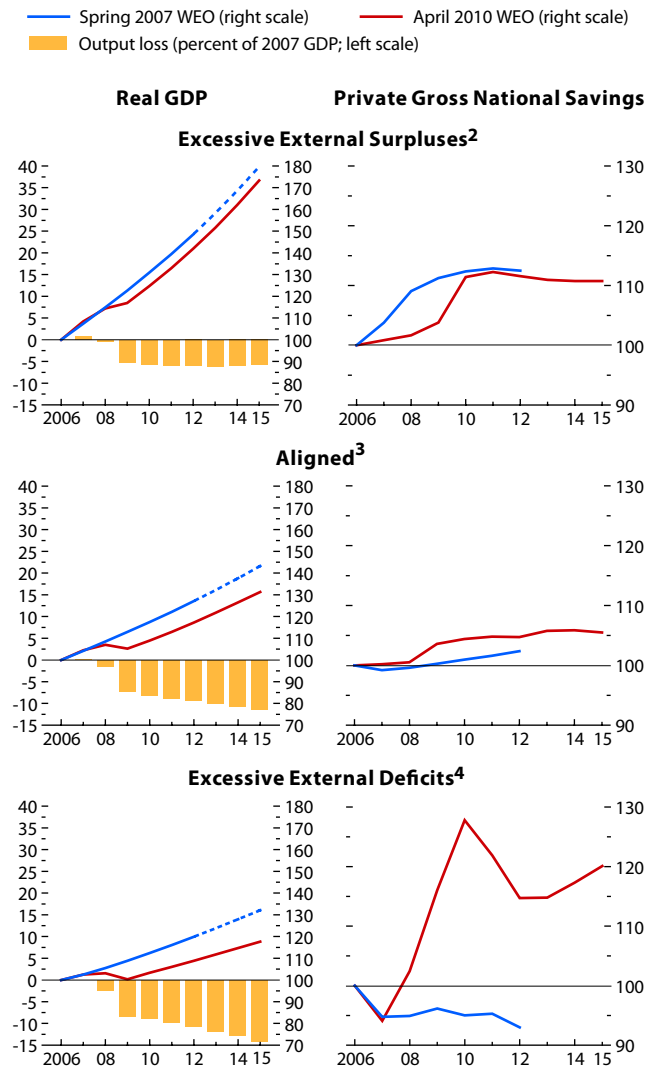 Spring 2007 WEO (right scale) April 2010 WEO (right scale)
Output loss (percent of 2007 GDP; left scale)
Real GDP Private Gross National Savings
Excessive External Surpluses²
40 180 130
35 170
30 160
25 150 120
20 140
15 130
10 120 110
5 110
0 100 100
-5 90
-10 80
-15 70 90
2006 08 10 12 14 15 2006 08 10 12 14 15
Aligned³
40 180 130
35 170
30 160
25 150 120
20 140
15 130
10 120 110
5 110
0 100 100
-5 90
-10 80
-15 70 90
2006 08 10 12 14 15 2006 08 10 12 14 15
Excessive External Deficits⁴
40 180 130
35 170
30 160
25 150 120
20 140
15 130
10 120 110
5 110
0 100 100
-5 90
-10 80
-15 70 90
2006 08 10 12 14 15 2006 08 10 12 14 15